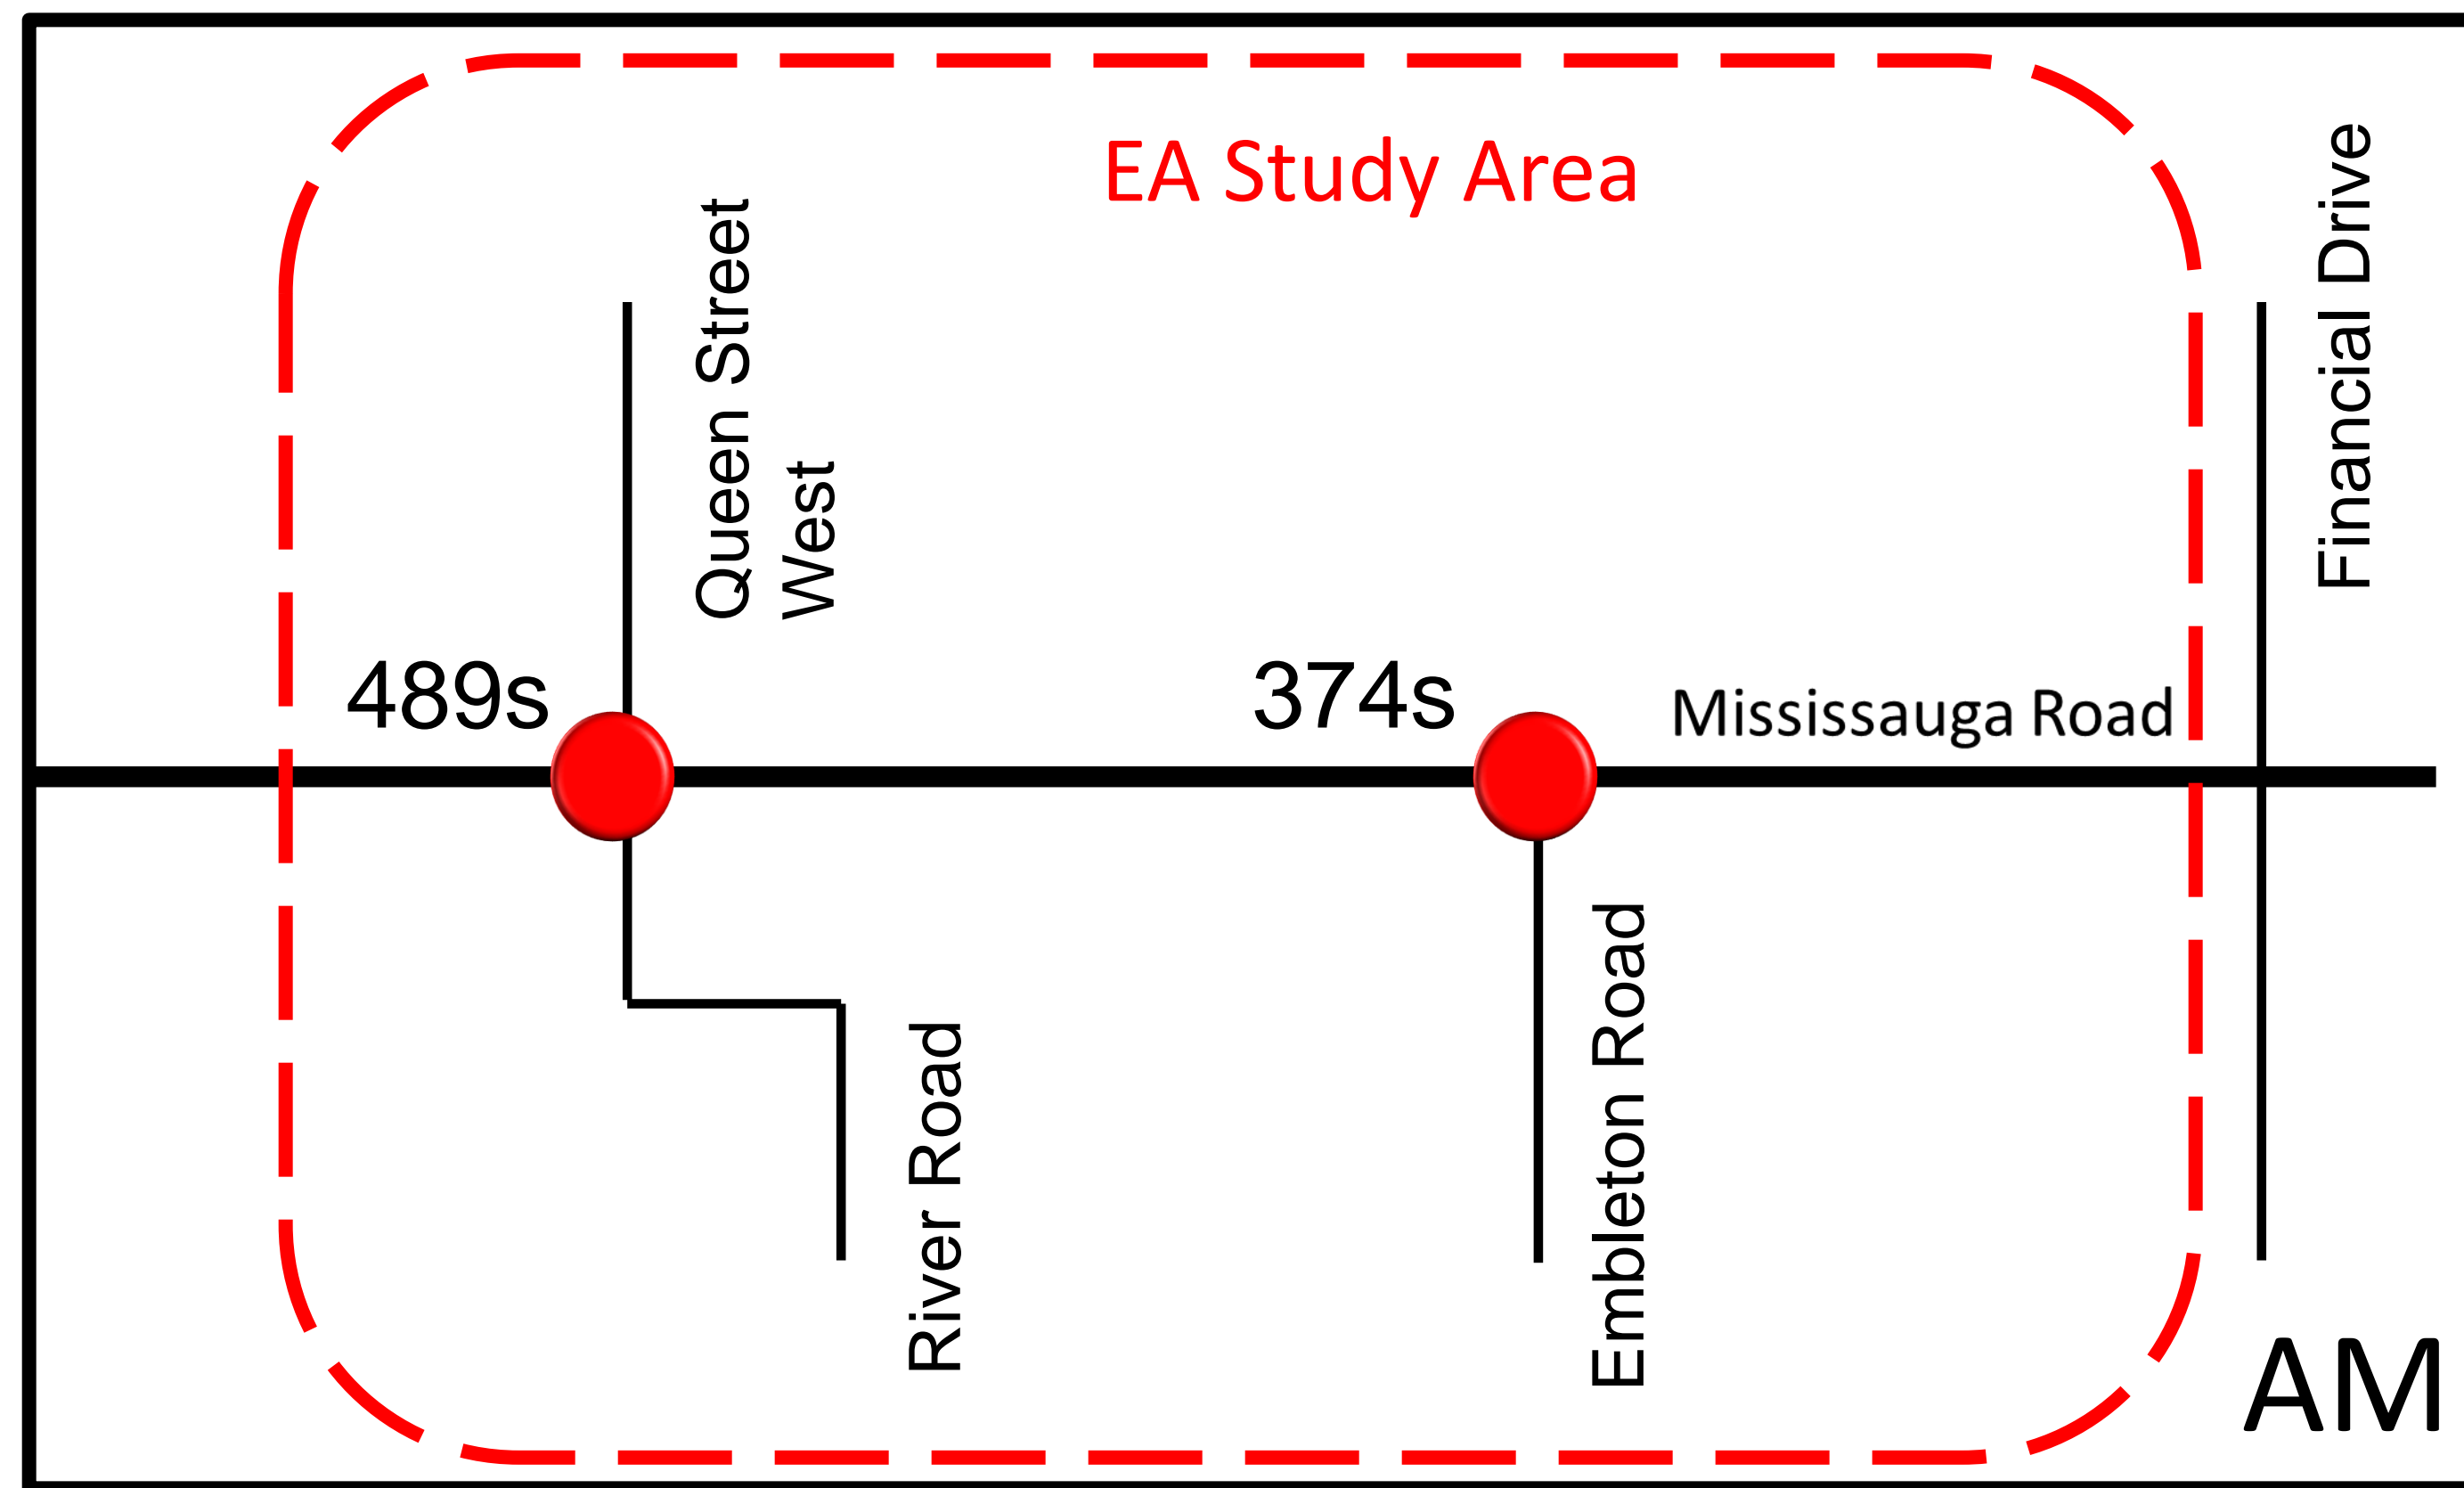 EA Study Area
Queen Street
West
Financial Drive
489s
374s
Mississauga Road
River Road
Embleton Road
AM